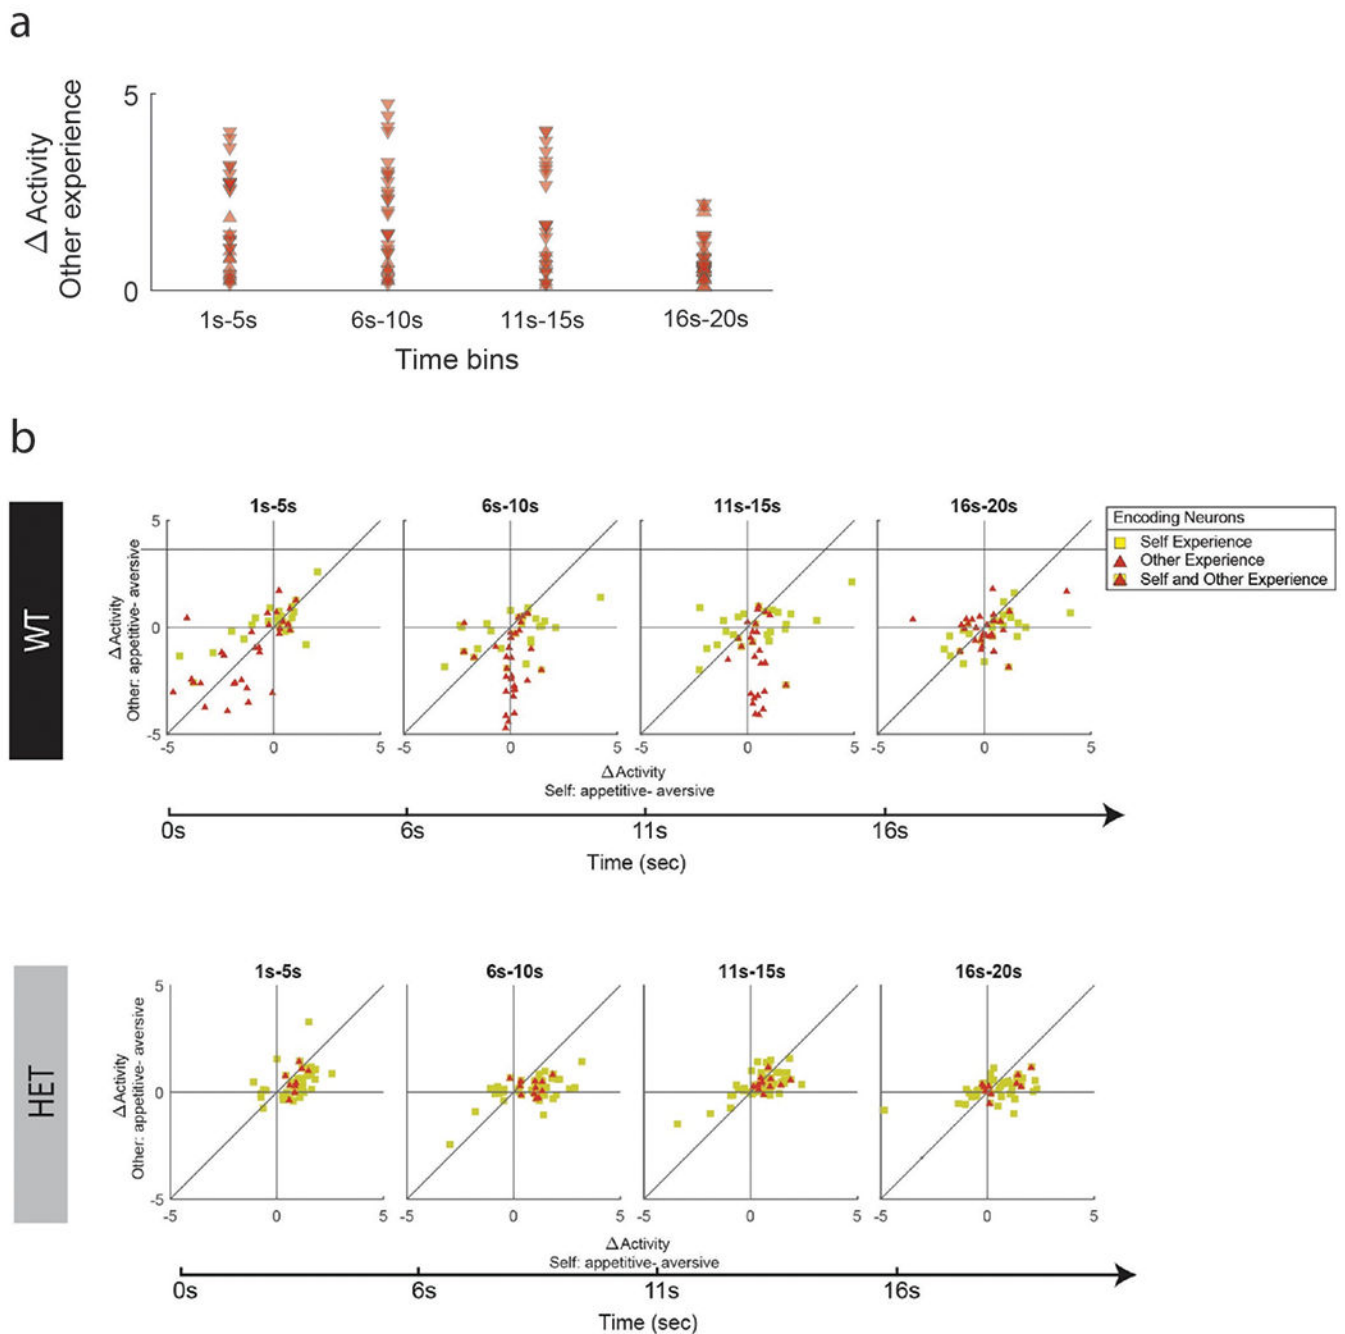 a
5
0
Δ Activity
Other experience
1s-5s 6s-10s 11s-15s 16s-20s
Time bins
b
WT
1s-5s 6s-10s 11s-15s 16s-20s
Encoding Neurons
Self Experience
Other Experience
Self and Other Experience
5
0
-5
Δ Activity
Other: appetitive- aversive
-5 0 5 -5 0 5 -5 0 5 -5 0 5
Δ Activity
Self: appetitive- aversive
0s 6s 11s 16s
Time (sec)
HET
1s-5s 6s-10s 11s-15s 16s-20s
5
0
-5
Δ Activity
Other: appetitive- aversive
-5 0 5 -5 0 5 -5 0 5 -5 0 5
Δ Activity
Self: appetitive- aversive
0s 6s 11s 16s
Time (sec)